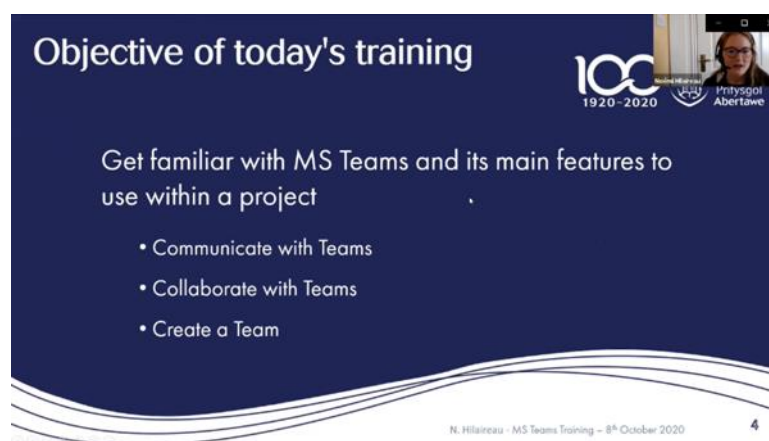 Objective of today's training
100
1920-2020
Prifysgol
Abertawe
Get familiar with MS Teams and its main features to
use within a project
• Communicate with Teams
• Collaborate with Teams
• Create a Team
N. Hilaireau - MS Teams Training – 8th October 2020
4